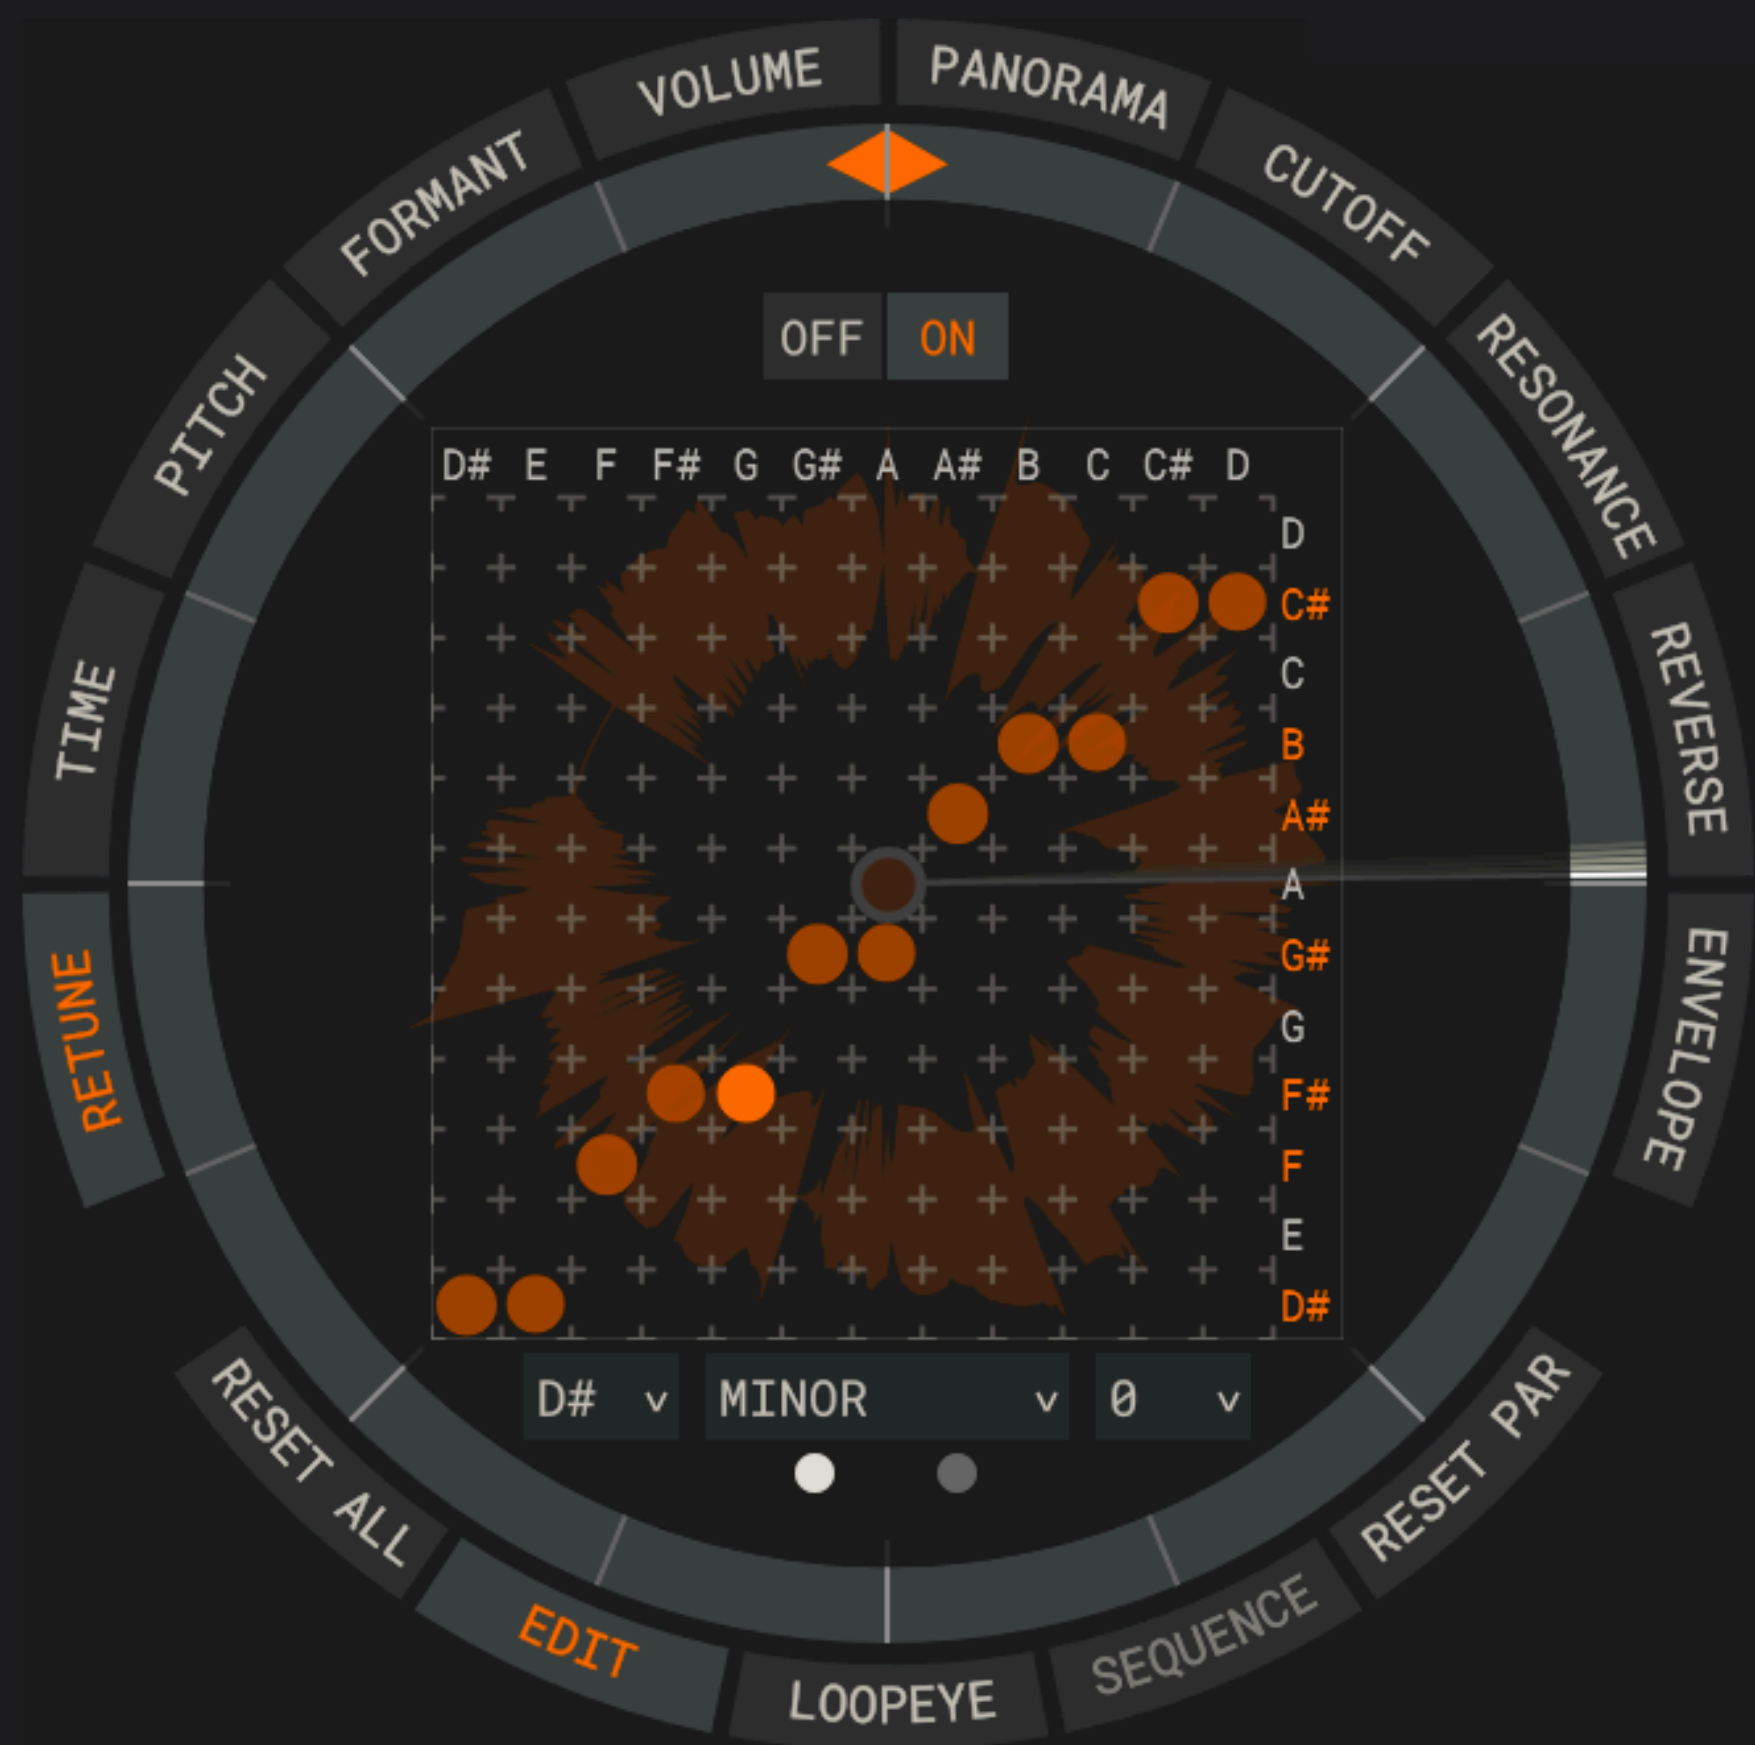 VOLUME
PANORAMA
FORMANT
CUTOFF
PITCH
RESONANCE
TIME
REVERSE
RETUNE
ENVELOPE
OFF ON
D# E F F# G G# A A# B C C# D
D
C#
C
B
A#
A
G#
G
F#
F
E
D#
D# v MINOR v 0 v
RESET ALL
RESET PAR
EDIT
SEQUENCE
LOOPEYE